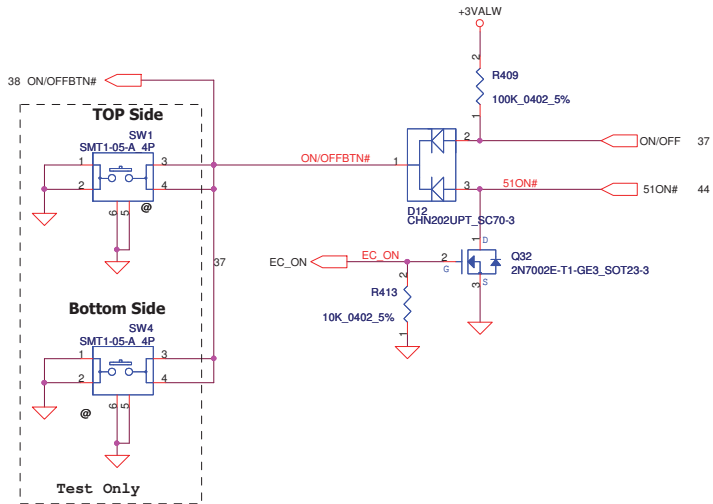 +3VALW
38 ON/OFFBTN#
2
R409
100K_0402_5%
1
TOP Side
SW1
SMT1-05-A_4P
1
2
3
4
6
5
@
ON/OFFBTN#
1
2
3
ON/OFF 37
51ON#
51ON# 44
D12
CHN202UPT_SC70-3
1
D
Q32
2N7002E-T1-GE3_SOT23-3
2
G
3
S
EC_ON
EC_ON
37
2
R413
10K_0402_5%
1
Bottom Side
SW4
SMT1-05-A_4P
1
2
3
4
6
5
@
Test Only